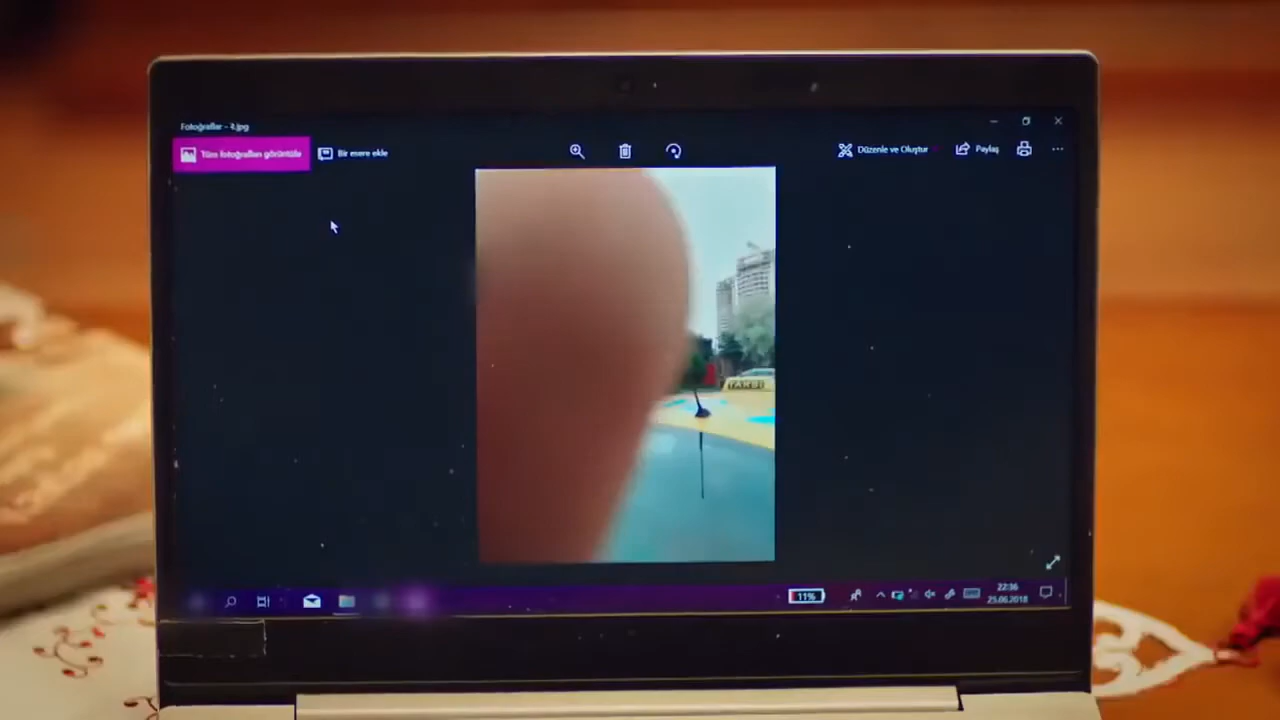 Fotoğraflar - 2.jpg
Tüm fotoğrafları görüntüle
Bir esere ekle
Düzenle ve Oluştur
Paylaş
TAKSİ
11%
22:36
25.06.2018